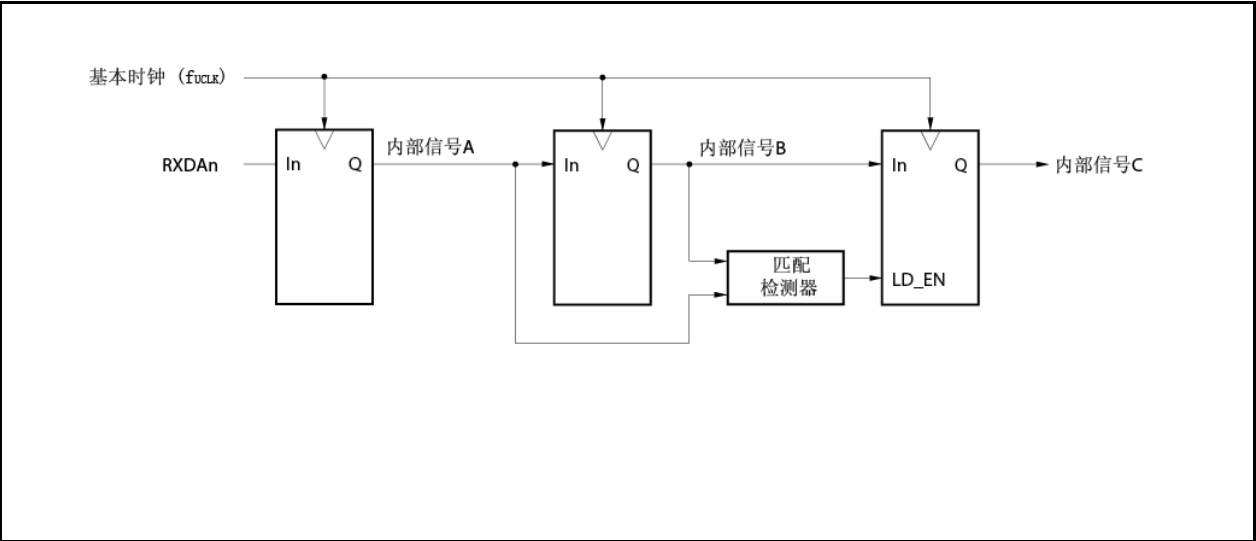 基本时钟 (fUCLK)
RXDAn
In
Q
内部信号A
In
Q
内部信号B
In
Q
内部信号C
匹配
检测器
LD_EN